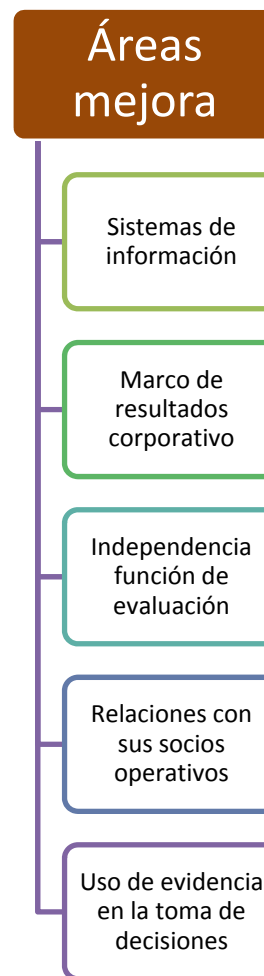 Áreas
mejora
Sistemas de
información
Marco de
resultados
corporativo
Independencia
función de
evaluación
Relaciones con
sus socios
operativos
Uso de evidencia
en la toma de
decisiones